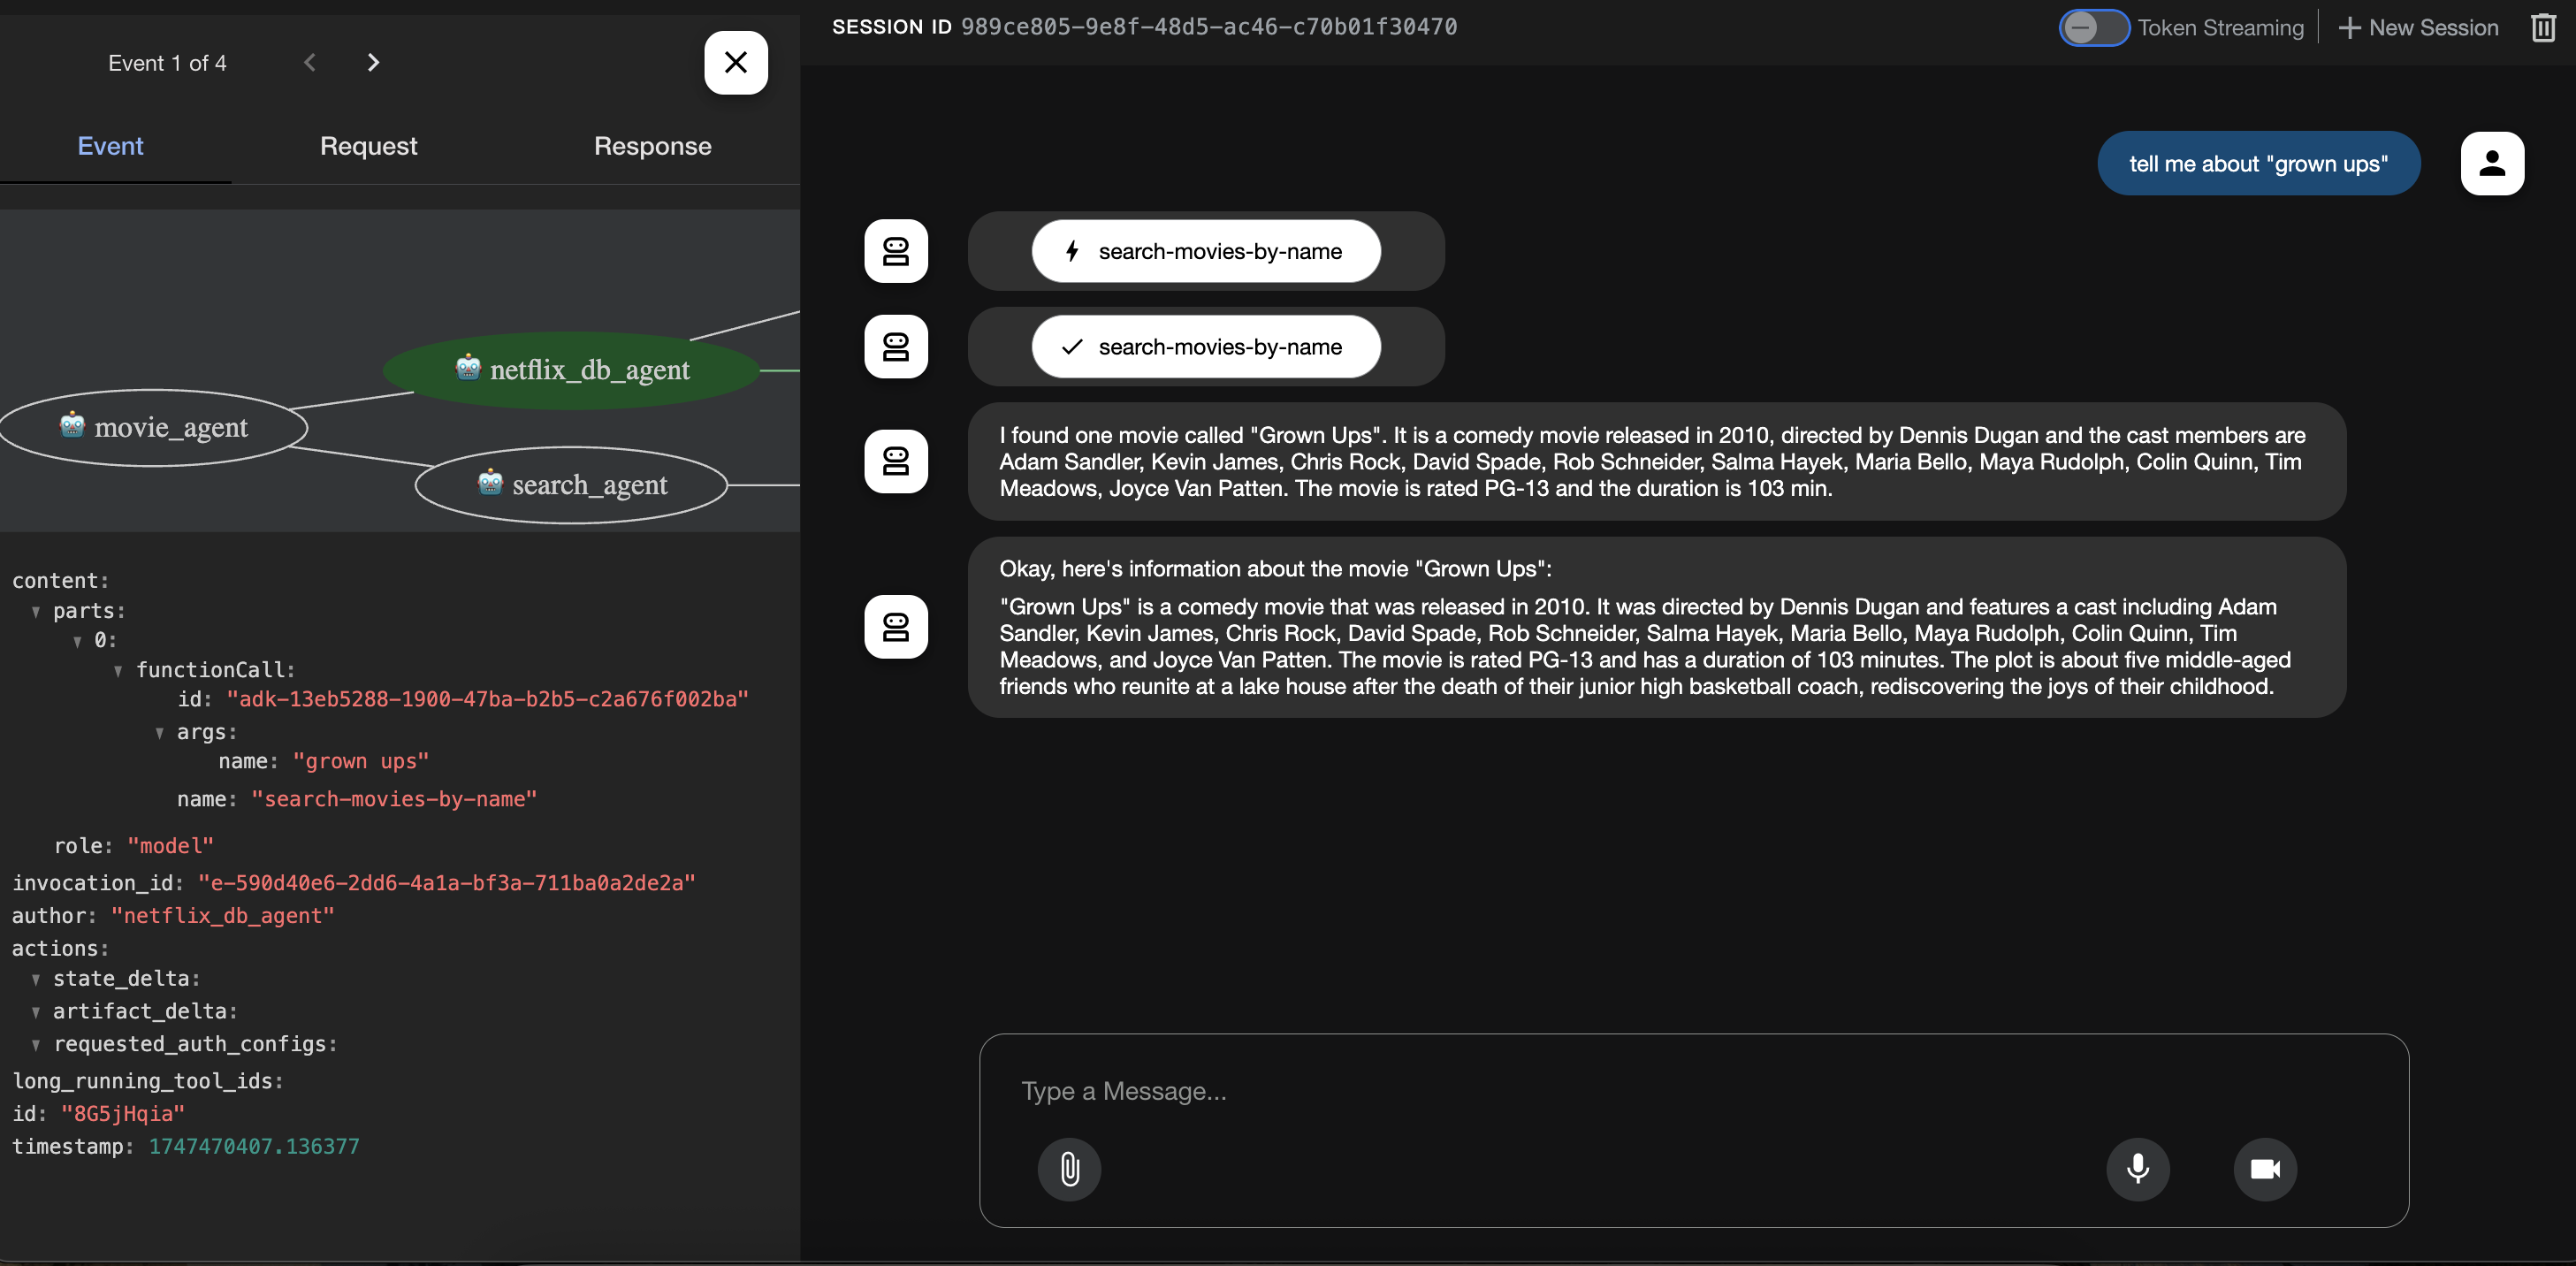 Event 1 of 4
Event Request Response
netflix_db_agent
movie_agent
search_agent
content:
parts:
0:
functionCall:
id: "adk-13eb5288-1900-47ba-b2b5-c2a676f002ba"
args:
name: "grown ups"
name: "search-movies-by-name"
role: "model"
invocation_id: "e-590d40e6-2dd6-4a1a-bf3a-711ba0a2de2a"
author: "netflix_db_agent"
actions:
state_delta:
artifact_delta:
requested_auth_configs:
long_running_tool_ids:
id: "8G5jHqia"
timestamp: 1747470407.136377
SESSION ID 989ce805-9e8f-48d5-ac46-c70b01f30470
Token Streaming
New Session
tell me about "grown ups"
search-movies-by-name
search-movies-by-name
I found one movie called "Grown Ups". It is a comedy movie released in 2010, directed by Dennis Dugan and the cast members are
Adam Sandler, Kevin James, Chris Rock, David Spade, Rob Schneider, Salma Hayek, Maria Bello, Maya Rudolph, Colin Quinn, Tim
Meadows, Joyce Van Patten. The movie is rated PG-13 and the duration is 103 min.
Okay, here's information about the movie "Grown Ups":
"Grown Ups" is a comedy movie that was released in 2010. It was directed by Dennis Dugan and features a cast including Adam
Sandler, Kevin James, Chris Rock, David Spade, Rob Schneider, Salma Hayek, Maria Bello, Maya Rudolph, Colin Quinn, Tim
Meadows, and Joyce Van Patten. The movie is rated PG-13 and has a duration of 103 minutes. The plot is about five middle-aged
friends who reunite at a lake house after the death of their junior high basketball coach, rediscovering the joys of their childhood.
Type a Message...